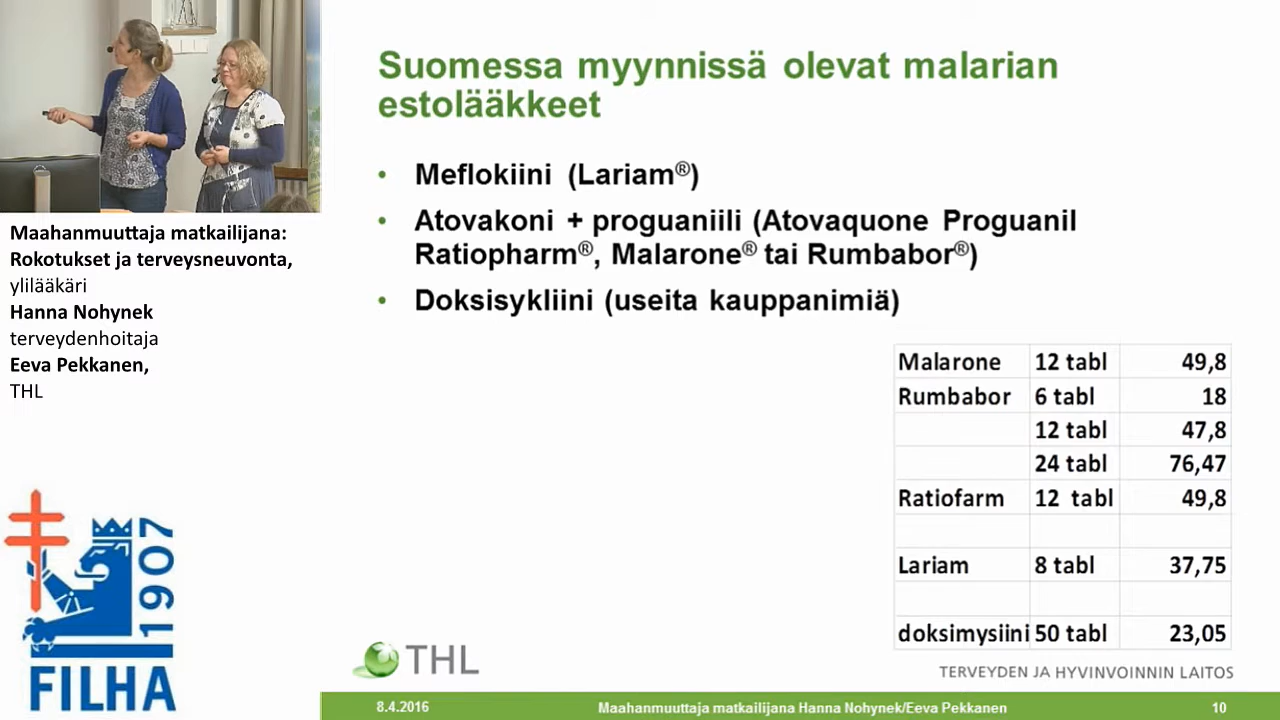 Suomessa myynnissä olevat malarian
estolääkkeet
• Meflokiini (Lariam®)
• Atovakoni + proguaniili (Atovaquone Proguanil
Ratiopharm®, Malarone® tai Rumbabor®)
• Doksisykliini (useita kauppanimiä)
Maahanmuuttaja matkailijana:
Rokotukset ja terveysneuvonta,
ylilääkäri
Hanna Nohynek
terveydenhoitaja
Eeva Pekkanen,
THL
Malarone 12 tabl 49,8
Rumbabor 6 tabl 18
12 tabl 47,8
24 tabl 76,47
Ratiofarm 12 tabl 49,8
Lariam 8 tabl 37,75
doksimysiini 50 tabl 23,05
1907
FILHA
THL
TERVEYDEN JA HYVINVOINNIN LAITOS
8.4.2016 Maahanmuuttaja matkailijana Hanna Nohynek/Eeva Pekkanen 10